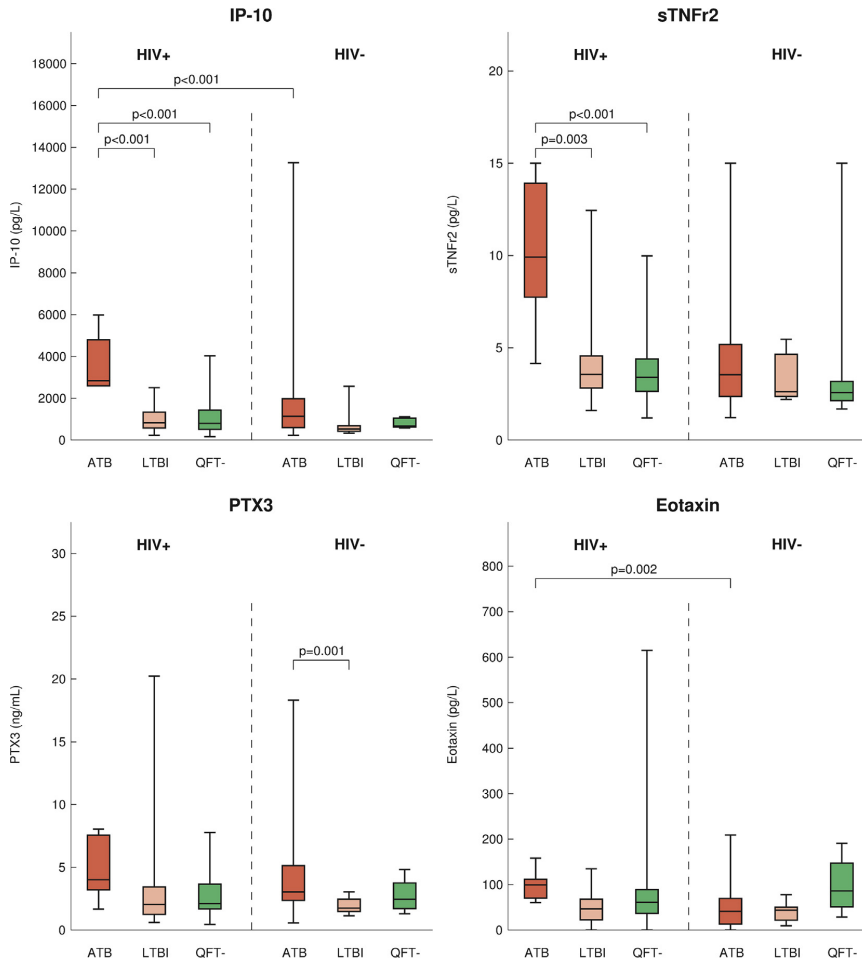 IP-10
HIV+
HIV-
18000
16000
14000
12000
10000
8000
6000
4000
2000
0
IP-10 (pg/L)
p<0.001
p<0.001
p<0.001
ATB
LTBI
QFT-
ATB
LTBI
QFT-
sTNFr2
HIV+
HIV-
20
15
10
5
0
sTNFr2 (pg/L)
p<0.001
p=0.003
ATB
LTBI
QFT-
ATB
LTBI
QFT-
PTX3
HIV+
HIV-
30
25
20
15
10
5
0
PTX3 (ng/mL)
p=0.001
ATB
LTBI
QFT-
ATB
LTBI
QFT-
Eotaxin
HIV+
HIV-
800
700
600
500
400
300
200
100
0
Eotaxin (pg/L)
p=0.002
ATB
LTBI
QFT-
ATB
LTBI
QFT-